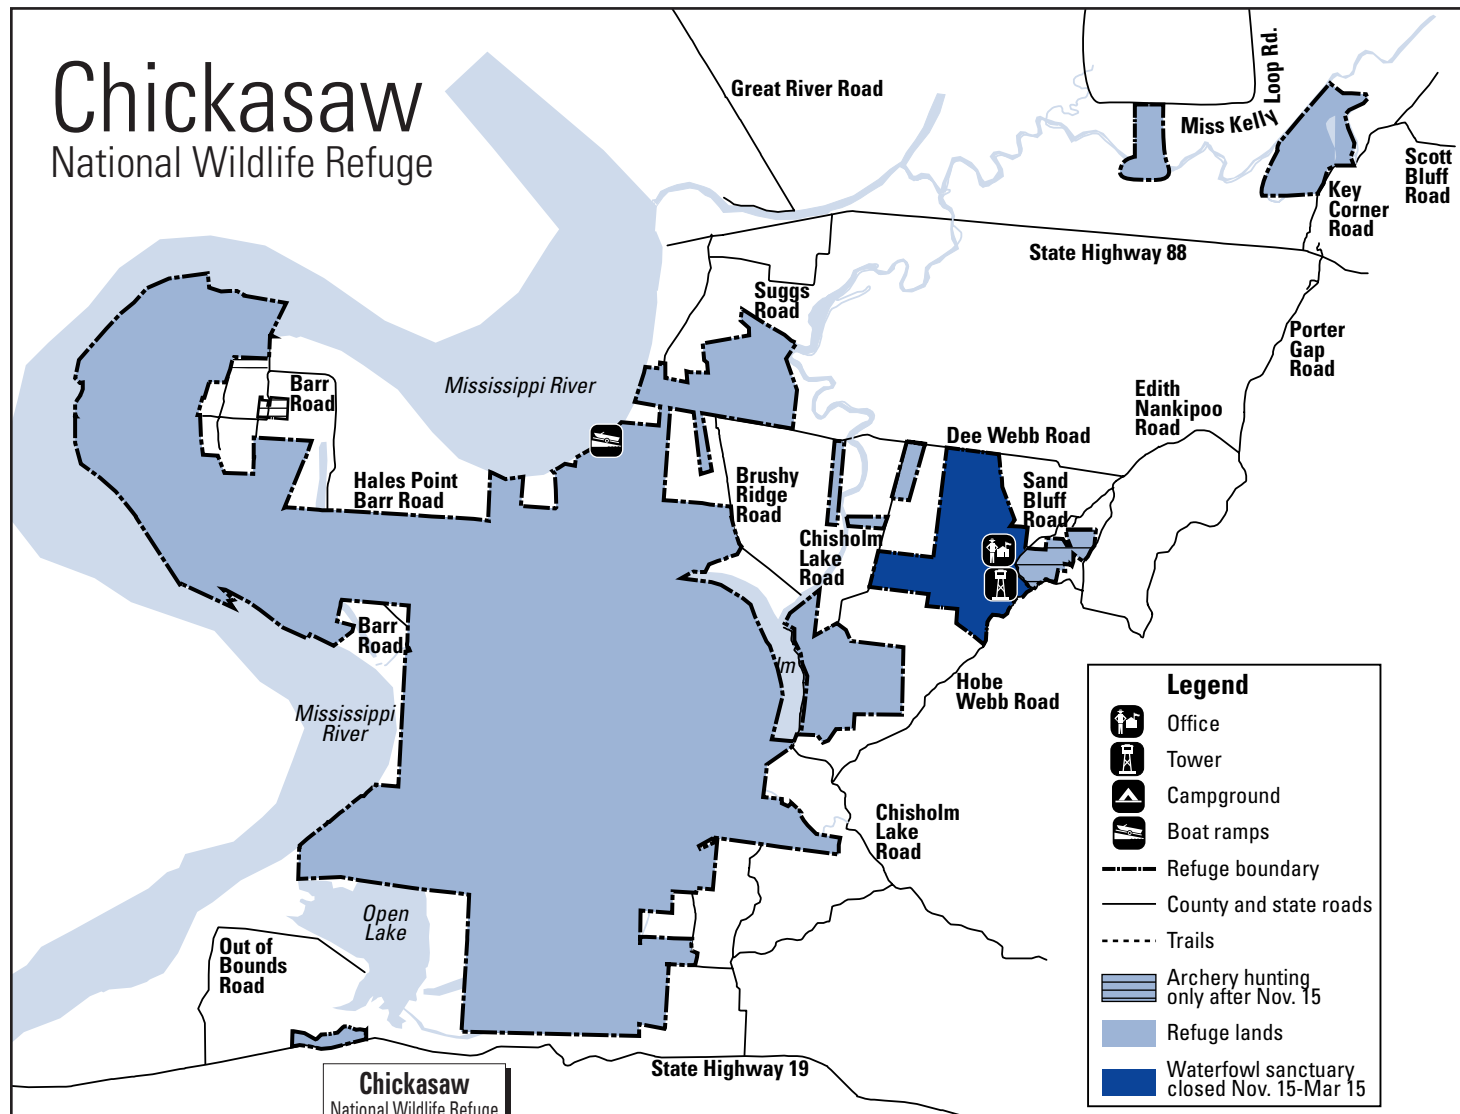 Chickasaw
National Wildlife Refuge
Great River Road
Miss Kelly Loop Rd.
Scott
Bluff
Road
Key
Corner
Road
State Highway 88
Suggs
Road
Porter
Gap
Road
Mississippi River
Barr
Road
Edith
Nankipoo
Road
Dee Webb Road
Hales Point
Barr Road
Brushy
Ridge
Road
Sand
Bluff
Road
Chisholm
Lake
Road
Barr
Road
lm
Hobe
Webb Road
Mississippi
River
Chisholm
Lake
Road
Open
Lake
Out of
Bounds
Road
State Highway 19
Legend
Office
Tower
Campground
Boat ramps
Refuge boundary
County and state roads
Trails
Archery hunting
only after Nov. 15
Refuge lands
Waterfowl sanctuary
closed Nov. 15-Mar 15
Chickasaw
National Wildlife Refuge